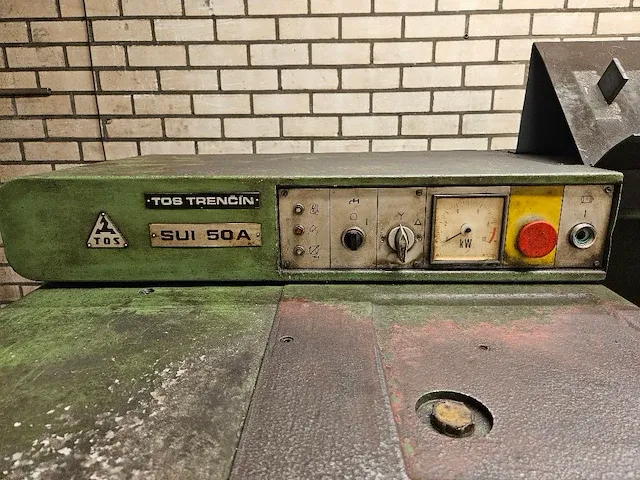 TOS TRENČÍN
TOS
SUI 50A
kW